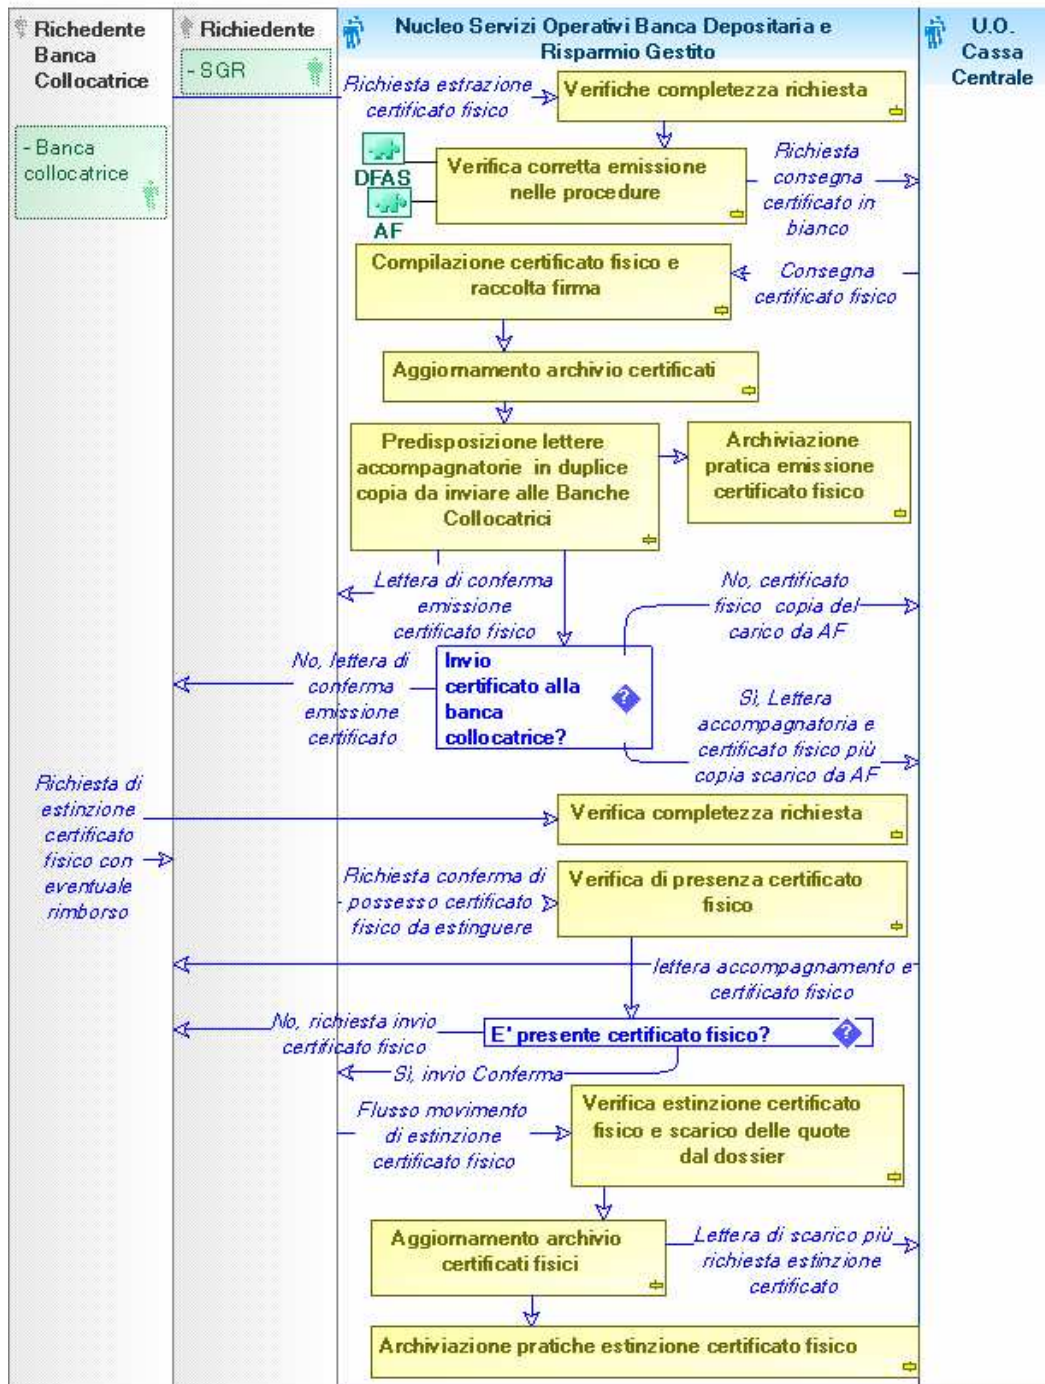 Richedente
Banca
Collocatrice
Richiedente
Nucleo Servizi Operativi Banca Depositaria e
Risparmio Gestito
U.O.
Cassa
Centrale
- SGR
- Banca
collocatrice
Richiesta estrazione
certificato fisico
Verifiche completezza richiesta
DFAS
AF
Verifica corretta emissione
nelle procedure
Richiesta
consegna
certificato in
bianco
Compilazione certificato fisico e
raccolta firma
Consegna
certificato fisico
Aggiornamento archivio certificati
Predisposizione lettere
accompagnatorie in duplice
copia da inviare alle Banche
Collocatrici
Archiviazione
pratica emissione
certificato fisico
Lettera di conferma
emissione
certificato fisico
No, certificato
fisico copia del
carico da AF
No, lettera di
conferma
emissione
certificato
Invio
certificato alla
banca
collocatrice?
?
Sì, Lettera
accompagnatoria e
certificato fisico più
copia scarico da AF
Richiesta di
estinzione
certificato
fisico con
eventuale
rimborso
Verifica completezza richiesta
Richiesta conferma di
possesso certificato
fisico da estinguere
Verifica di presenza certificato
fisico
lettera accompagnamento e
certificato fisico
No, richiesta invio
certificato fisico
E' presente certificato fisico?
?
Sì, invio Conferma
Flusso movimento
di estinzione
certificato fisico
Verifica estinzione certificato
fisico e scarico delle quote
dal dossier
Aggiornamento archivio
certificati fisici
Lettera di scarico più
richiesta estinzione
certificato
Archiviazione pratiche estinzione certificato fisico